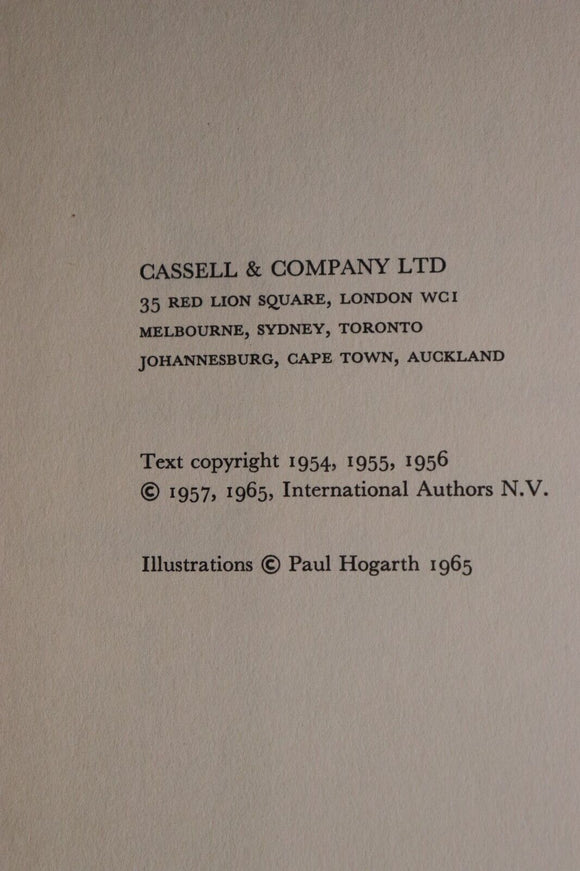 CASSELL & COMPANY LTD
35 RED LION SQUARE, LONDON WC1
MELBOURNE, SYDNEY, TORONTO
JOHANNESBURG, CAPE TOWN, AUCKLAND
Text copyright 1954, 1955, 1956
© 1957, 1965, International Authors N.V.
Illustrations © Paul Hogarth 1965